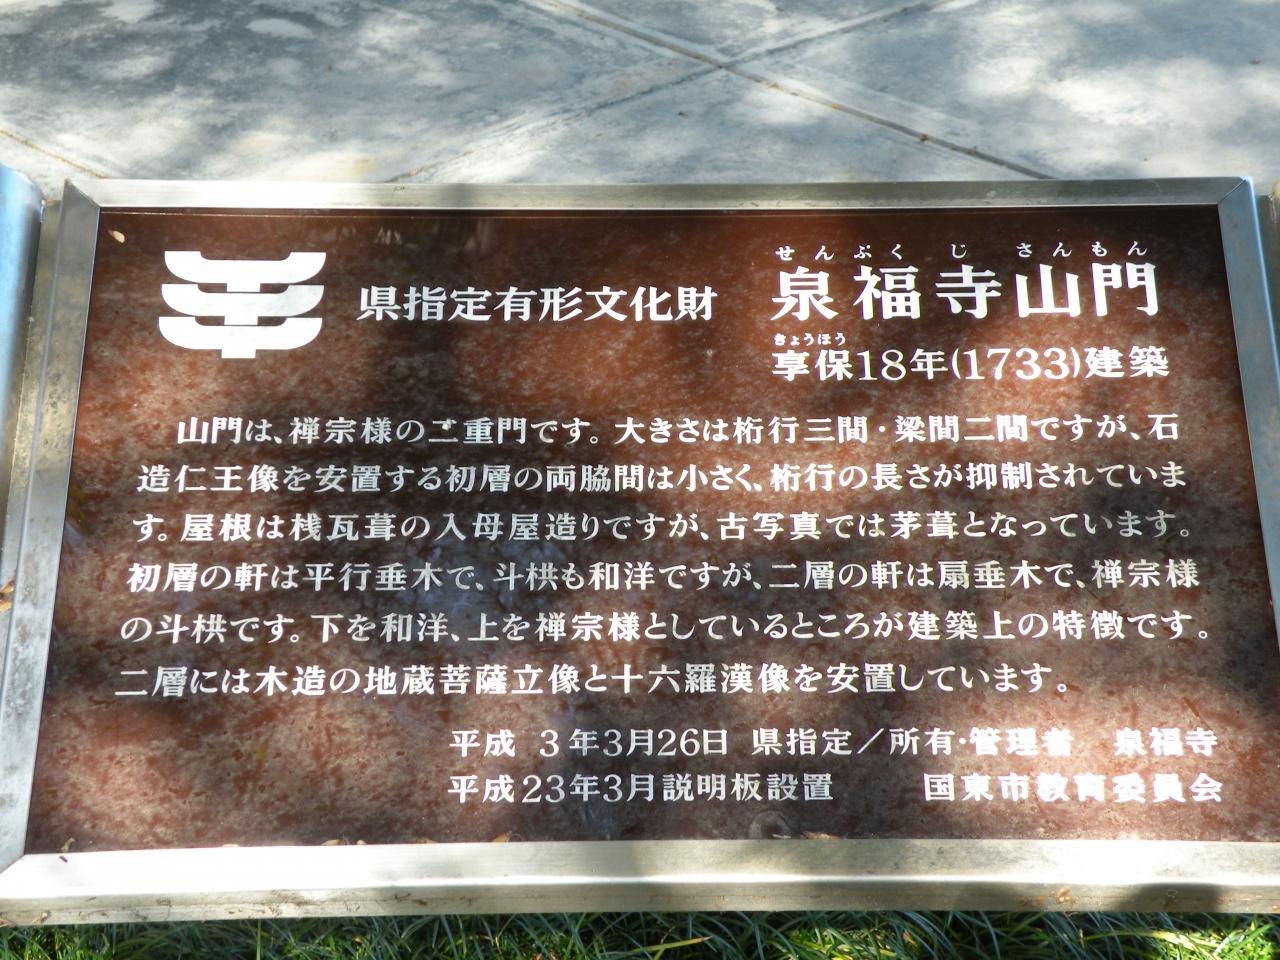 せんぷくじ さんもん
県指定有形文化財 泉福寺山門
きょうほう
享保18年(1733)建築
山門は、禅宗様の二重門です。大きさは桁行三間・梁間二間ですが、石
造仁王像を安置する初層の両脇間は小さく、桁行の長さが抑制されていま
す。屋根は桟瓦葺の入母屋造りですが、古写真では茅葺となっています。
初層の軒は平行垂木で、斗栱も和洋ですが、二層の軒は扇垂木で、禅宗様
の斗栱です。下を和洋、上を禅宗様としているところが建築上の特徴です。
二層には木造の地蔵菩薩立像と十六羅漢像を安置しています。
平成 3年3月26日 県指定／所有・管理者 泉福寺
平成23年3月説明板設置 国東市教育委員会